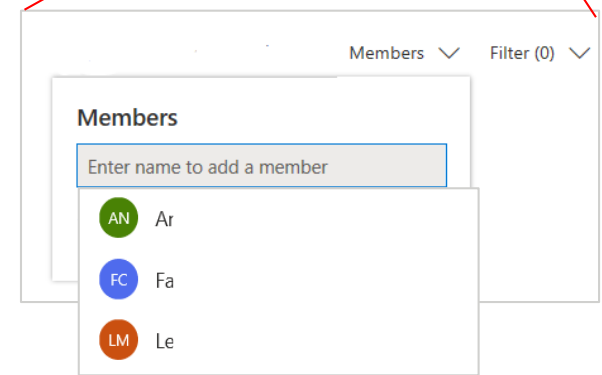 Members Filter (0)
Members
Enter name to add a member
AN Ar
FC Fa
LM Le